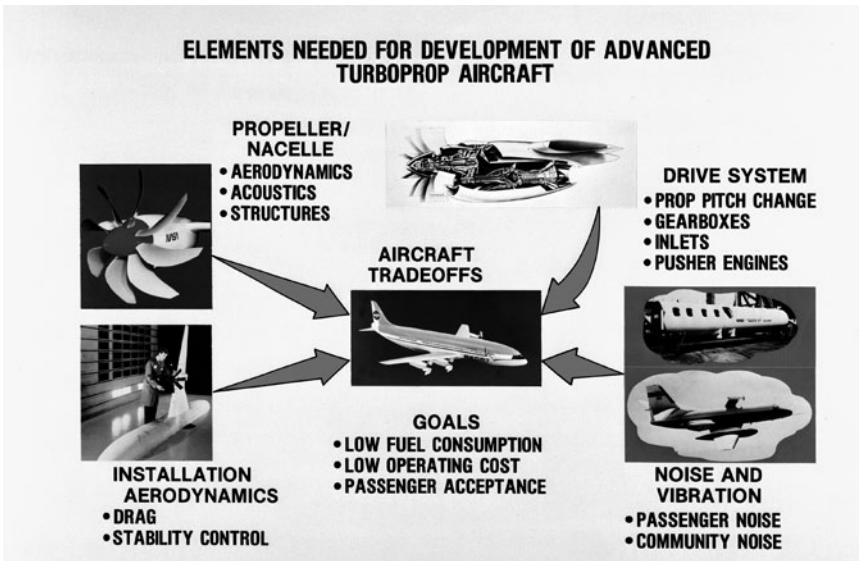 ELEMENTS NEEDED FOR DEVELOPMENT OF ADVANCED
TURBOPROP AIRCRAFT
PROPELLER/
NACELLE
• AERODYNAMICS
• ACOUSTICS
• STRUCTURES
DRIVE SYSTEM
• PROP PITCH CHANGE
• GEARBOXES
• INLETS
• PUSHER ENGINES
NASA
AIRCRAFT
TRADEOFFS
GOALS
• LOW FUEL CONSUMPTION
• LOW OPERATING COST
• PASSENGER ACCEPTANCE
INSTALLATION
AERODYNAMICS
• DRAG
• STABILITY CONTROL
NOISE AND
VIBRATION
• PASSENGER NOISE
• COMMUNITY NOISE